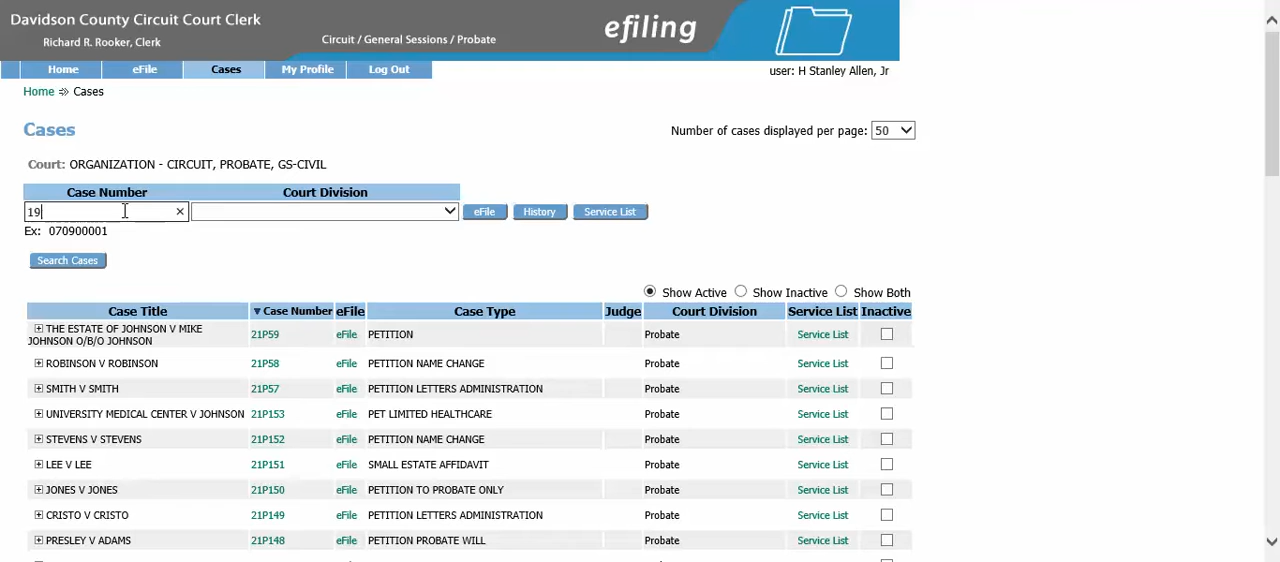 Davidson County Circuit Court Clerk
Richard R. Rooker, Clerk
Circuit / General Sessions / Probate
efiling
Home eFile Cases My Profile Log Out
user: H Stanley Allen, Jr
Home ⇒ Cases
Cases
Number of cases displayed per page: 50
Court: ORGANIZATION - CIRCUIT, PROBATE, GS-CIVIL
Case Number Court Division
19 × eFile History Service List
Ex: 070900001
Search Cases
Show Active Show Inactive Show Both
Case Title ▼ Case Number eFile Case Type Judge Court Division Service List Inactive
THE ESTATE OF JOHNSON V MIKE
JOHNSON O/B/O JOHNSON 21P59 eFile PETITION Probate Service List
ROBINSON V ROBINSON 21P58 eFile PETITION NAME CHANGE Probate Service List
SMITH V SMITH 21P57 eFile PETITION LETTERS ADMINISTRATION Probate Service List
UNIVERSITY MEDICAL CENTER V JOHNSON 21P153 eFile PET LIMITED HEALTHCARE Probate Service List
STEVENS V STEVENS 21P152 eFile PETITION NAME CHANGE Probate Service List
LEE V LEE 21P151 eFile SMALL ESTATE AFFIDAVIT Probate Service List
JONES V JONES 21P150 eFile PETITION TO PROBATE ONLY Probate Service List
CRISTO V CRISTO 21P149 eFile PETITION LETTERS ADMINISTRATION Probate Service List
PRESLEY V ADAMS 21P148 eFile PETITION PROBATE WILL Probate Service List